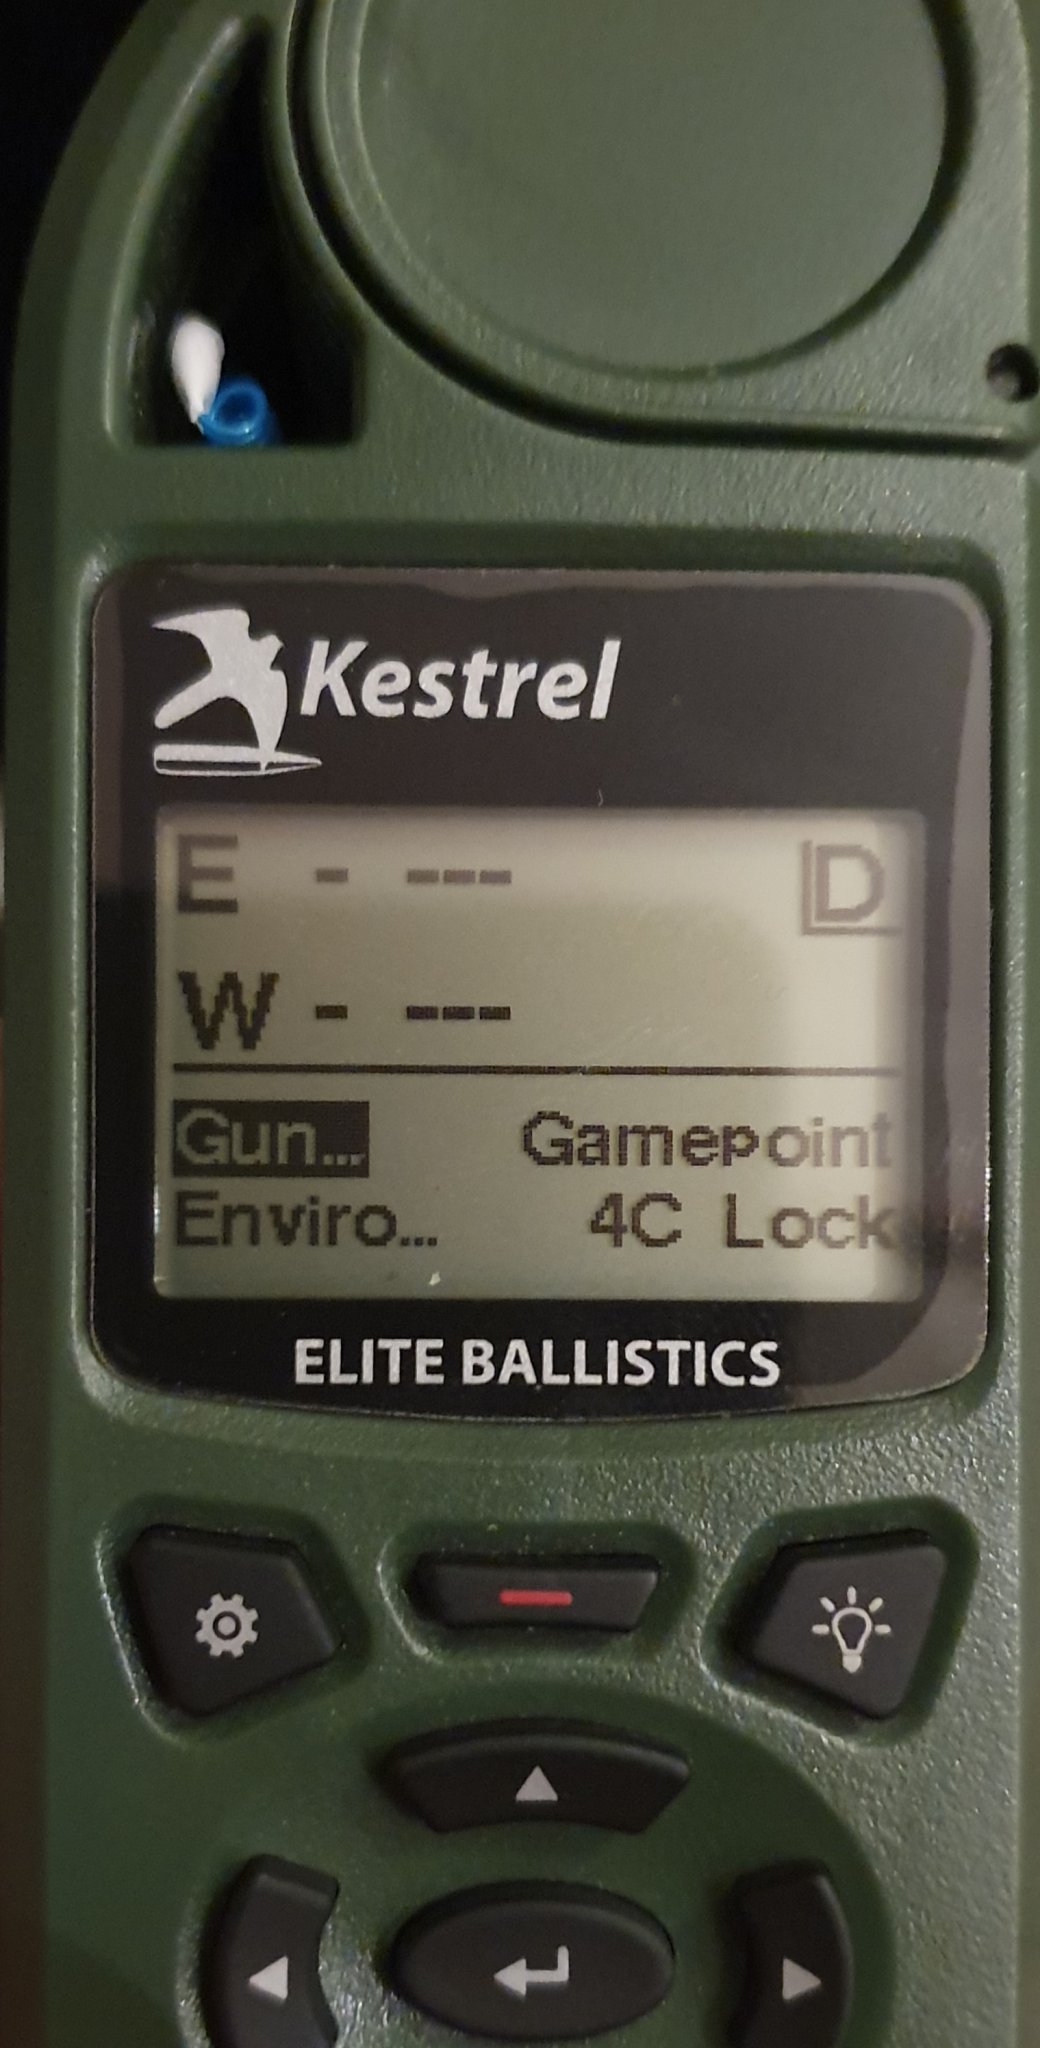 Kestrel
E - --- D
W - ---
Gun... Gamepoint
Enviro... 4C Lock
ELITE BALLISTICS